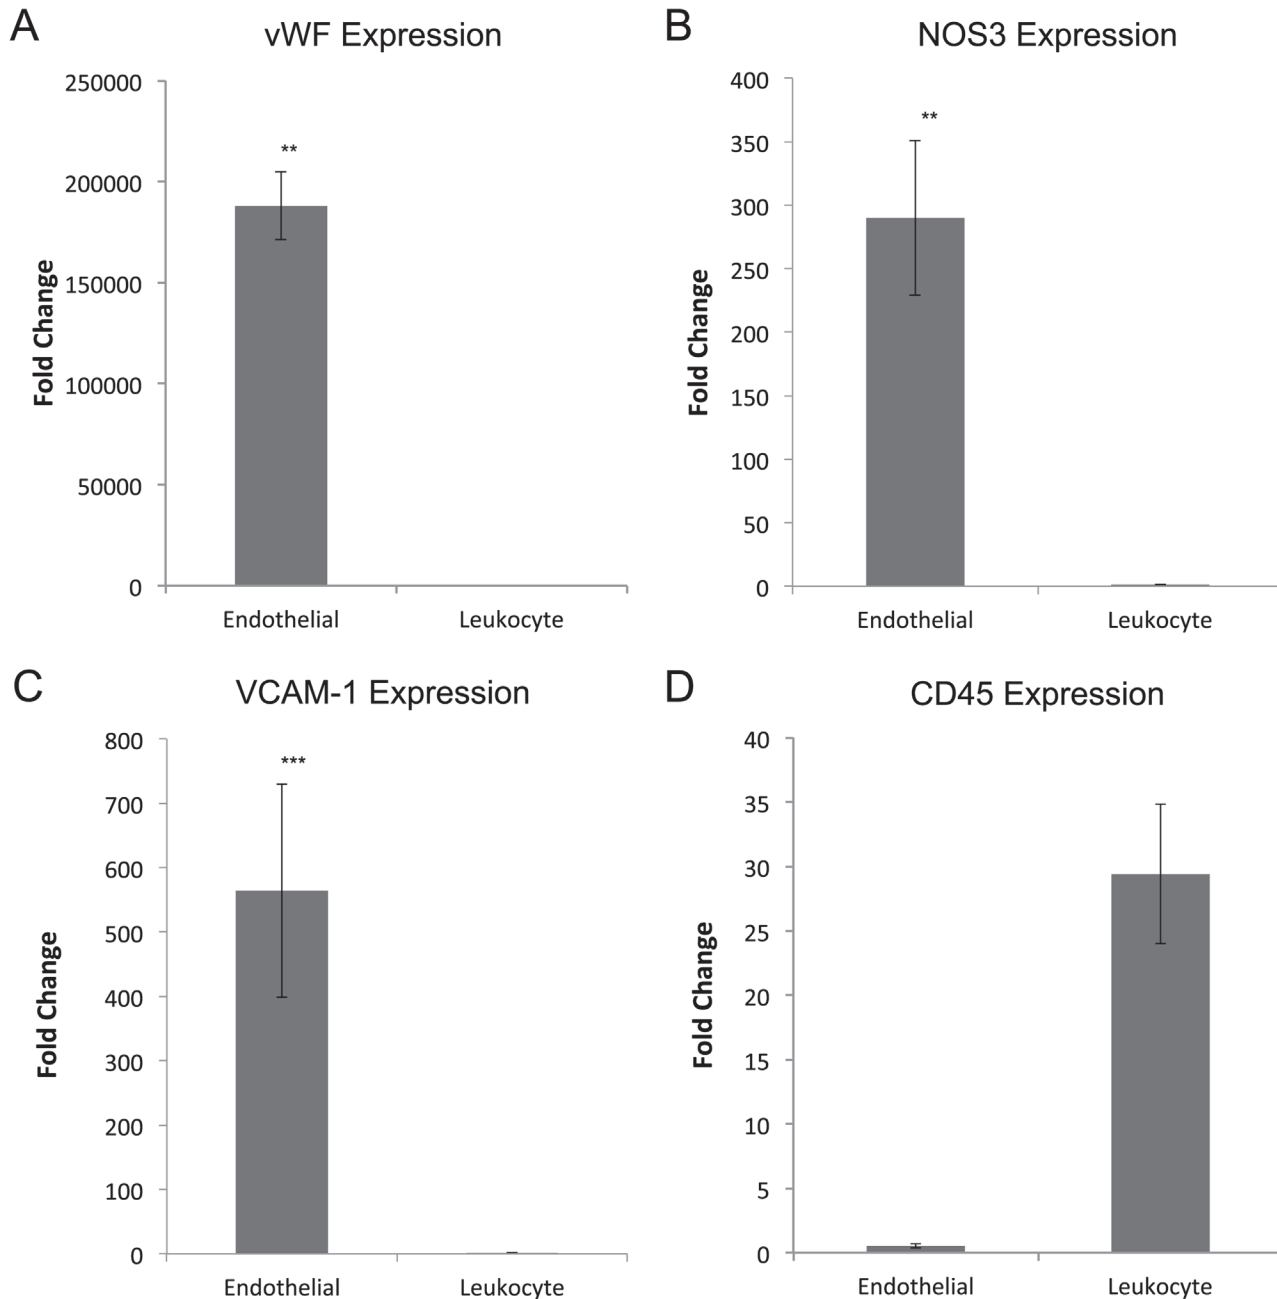 A
vWF Expression
250000
200000
150000
100000
50000
0
Fold Change
**
Endothelial
Leukocyte
B
NOS3 Expression
400
350
300
250
200
150
100
50
0
Fold Change
**
Endothelial
Leukocyte
C
VCAM-1 Expression
800
700
600
500
400
300
200
100
0
Fold Change
***
Endothelial
Leukocyte
D
CD45 Expression
40
35
30
25
20
15
10
5
0
Fold Change
Endothelial
Leukocyte